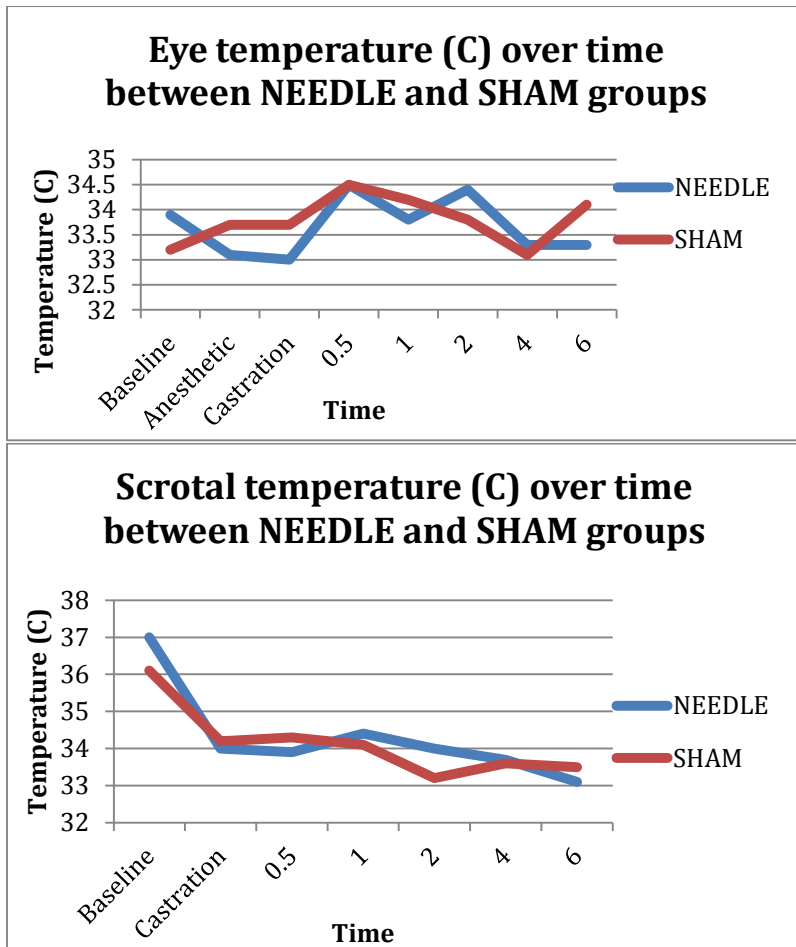 Eye temperature (C) over time
between NEEDLE and SHAM groups
Temperature (C)
35
34.5
34
33.5
33
32.5
32
Baseline
Anesthetic
Castration
0.5
1
2
4
6
Time
NEEDLE
SHAM
Scrotal temperature (C) over time
between NEEDLE and SHAM groups
Temperature (C)
38
37
36
35
34
33
32
Baseline
Castration
0.5
1
2
4
6
Time
NEEDLE
SHAM